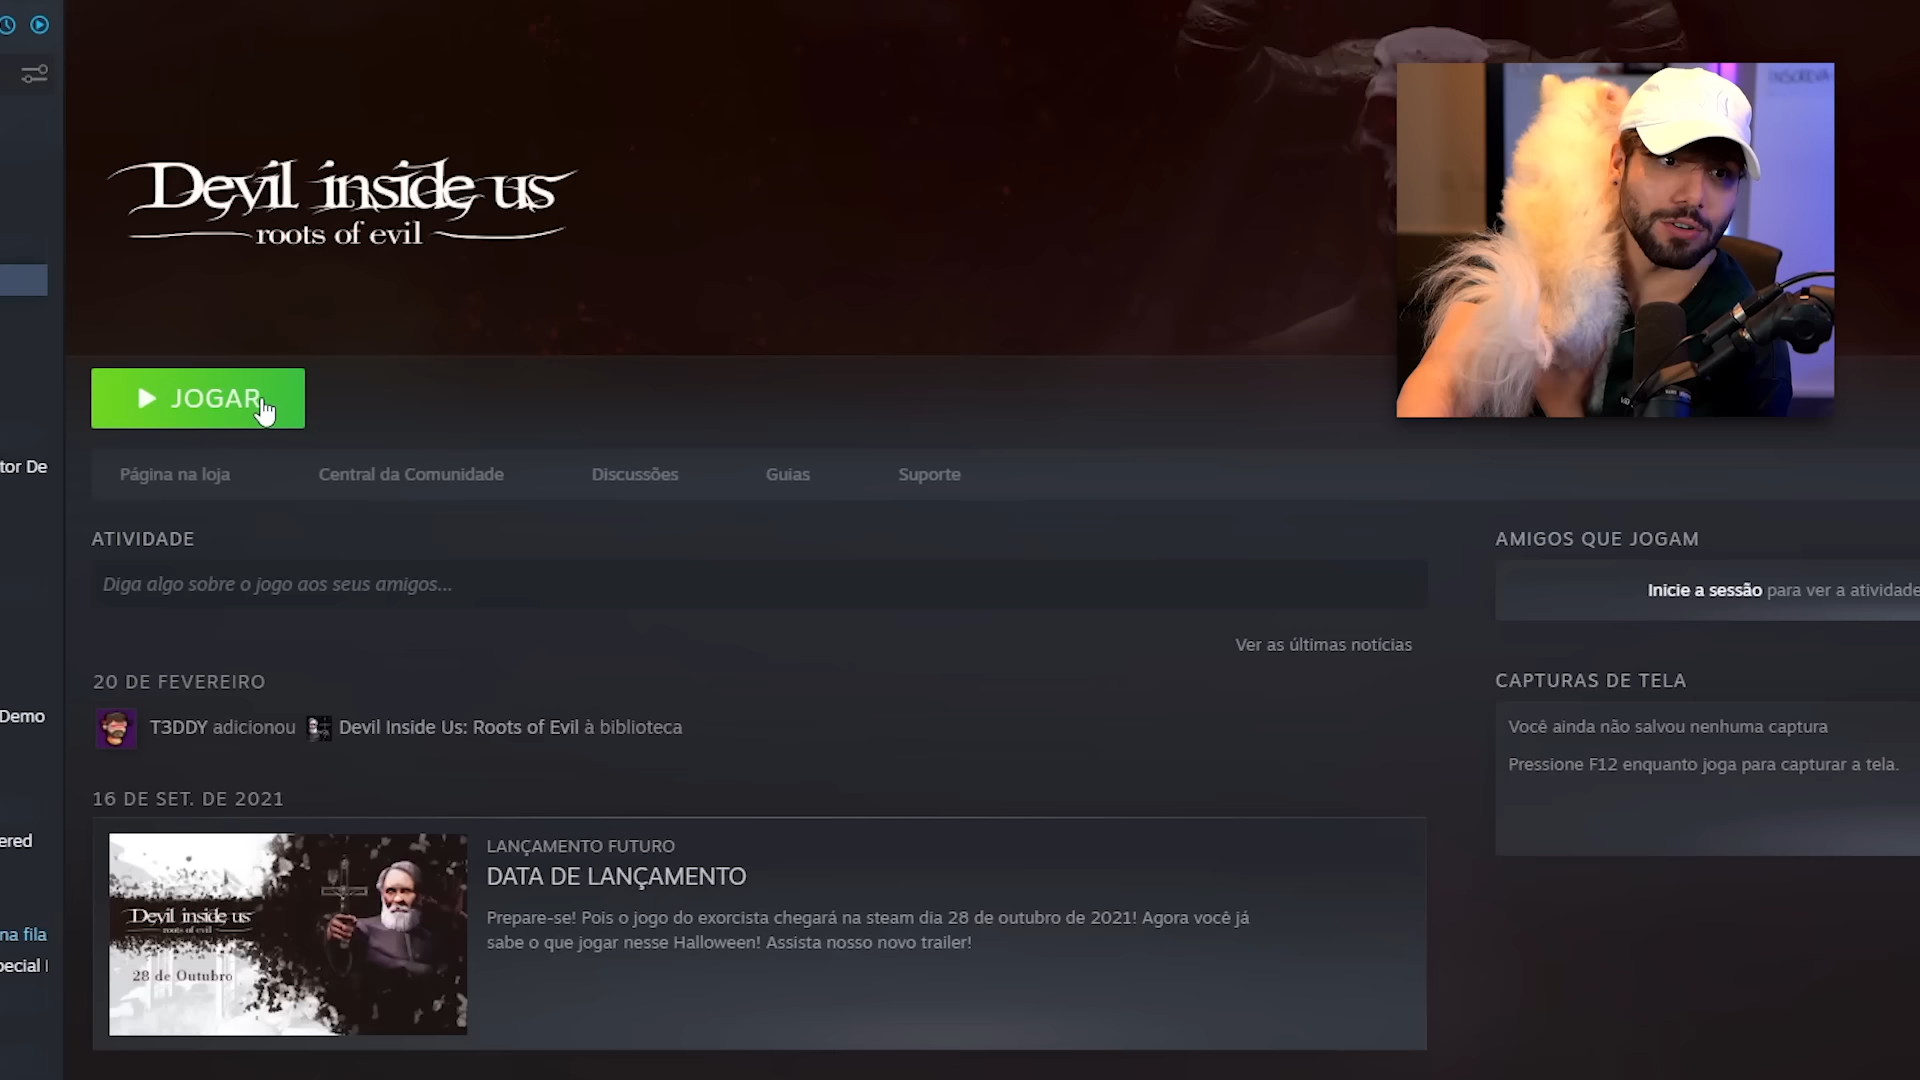 Devil inside us
roots of evil
JOGAR
Página na loja
Central da Comunidade
Discussões
Guias
Suporte
ATIVIDADE
Diga algo sobre o jogo aos seus amigos...
Ver as últimas notícias
20 DE FEVEREIRO
T3DDY adicionou Devil Inside Us: Roots of Evil à biblioteca
16 DE SET. DE 2021
Devil inside us
roots of evil
28 de Outubro
LANÇAMENTO FUTURO
DATA DE LANÇAMENTO
Prepare-se! Pois o jogo do exorcista chegará na steam dia 28 de outubro de 2021! Agora você já
sabe o que jogar nesse Halloween! Assista nosso novo trailer!
AMIGOS QUE JOGAM
Inicie a sessão para ver a atividade
CAPTURAS DE TELA
Você ainda não salvou nenhuma captura
Pressione F12 enquanto joga para capturar a tela.
tor De
Demo
ered
na fila
pecial